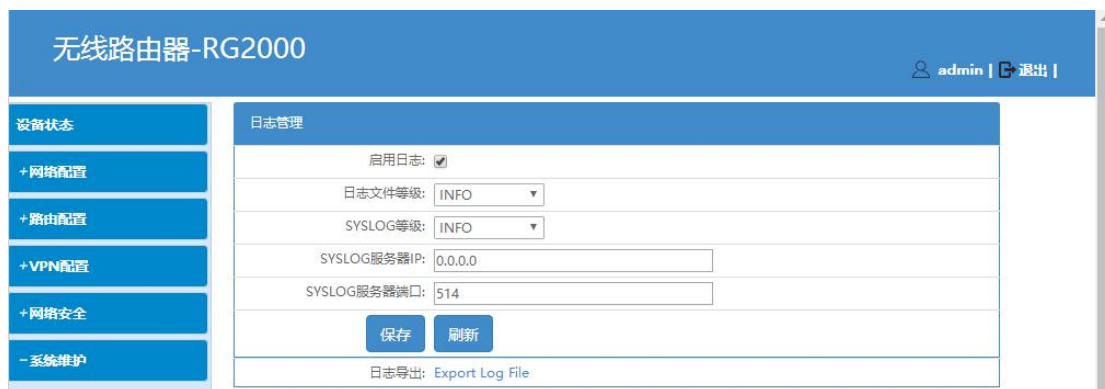 无线路由器-RG2000
admin | 退出 |
设备状态
+网络配置
+路由配置
+VPN配置
+网络安全
-系统维护
日志管理
启用日志:
日志文件等级: INFO
SYSLOG等级: INFO
SYSLOG服务器IP: 0.0.0.0
SYSLOG服务器端口: 514
保存 刷新
日志导出: Export Log File